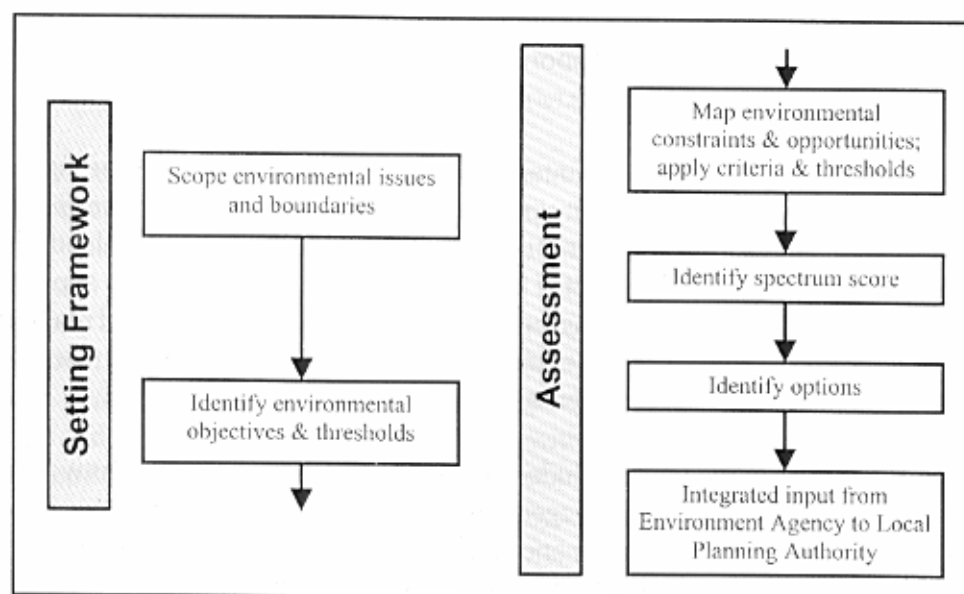 Setting Framework
Scope environmental issues
and boundaries
Identify environmental
objectives & thresholds
Assessment
Map environmental
constraints & opportunities;
apply criteria & thresholds
Identify spectrum score
Identify options
Integrated input from
Environment Agency to Local
Planning Authority